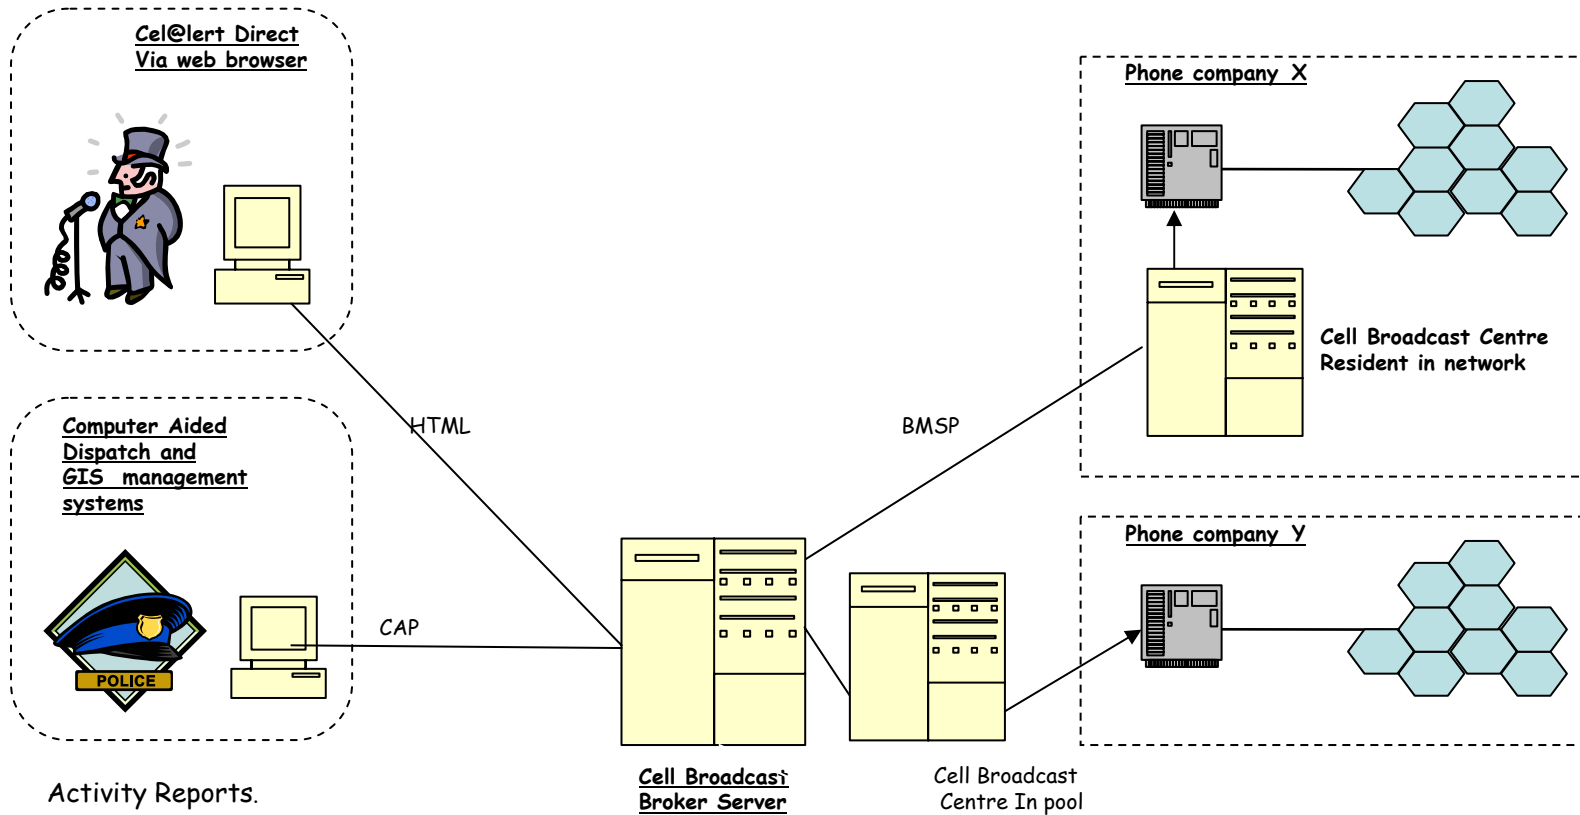 Cel@lert Direct
Via web browser
Phone company X
Cell Broadcast Centre
Resident in network
HTML
BMSP
Computer Aided
Dispatch and
GIS management
systems
Phone company Y
CAP
POLICE
Cell Broadcast
Broker Server
Cell Broadcast
Centre In pool
Activity Reports.